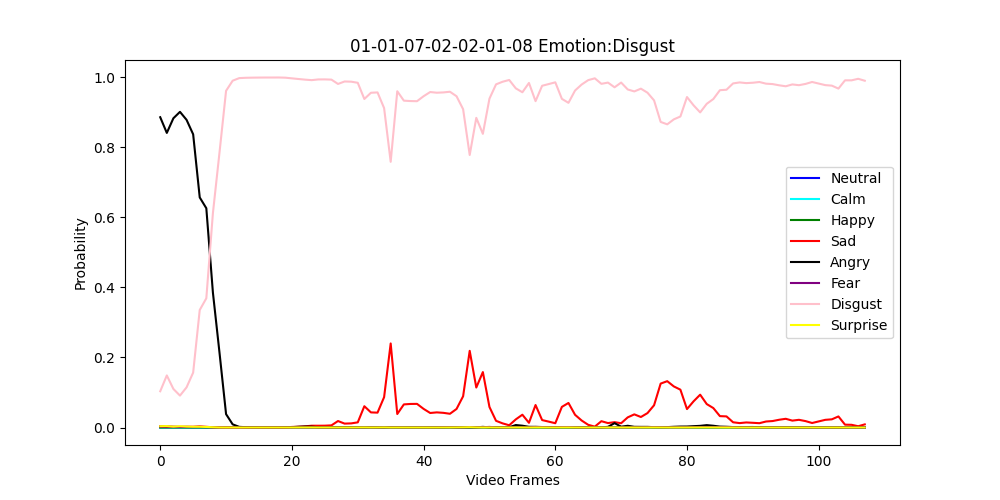 01-01-07-02-02-01-08 Emotion:Disgust
1.0
0.8
0.6
0.4
0.2
0.0
Probability
0
20
40
60
80
100
Video Frames
Neutral
Calm
Happy
Sad
Angry
Fear
Disgust
Surprise